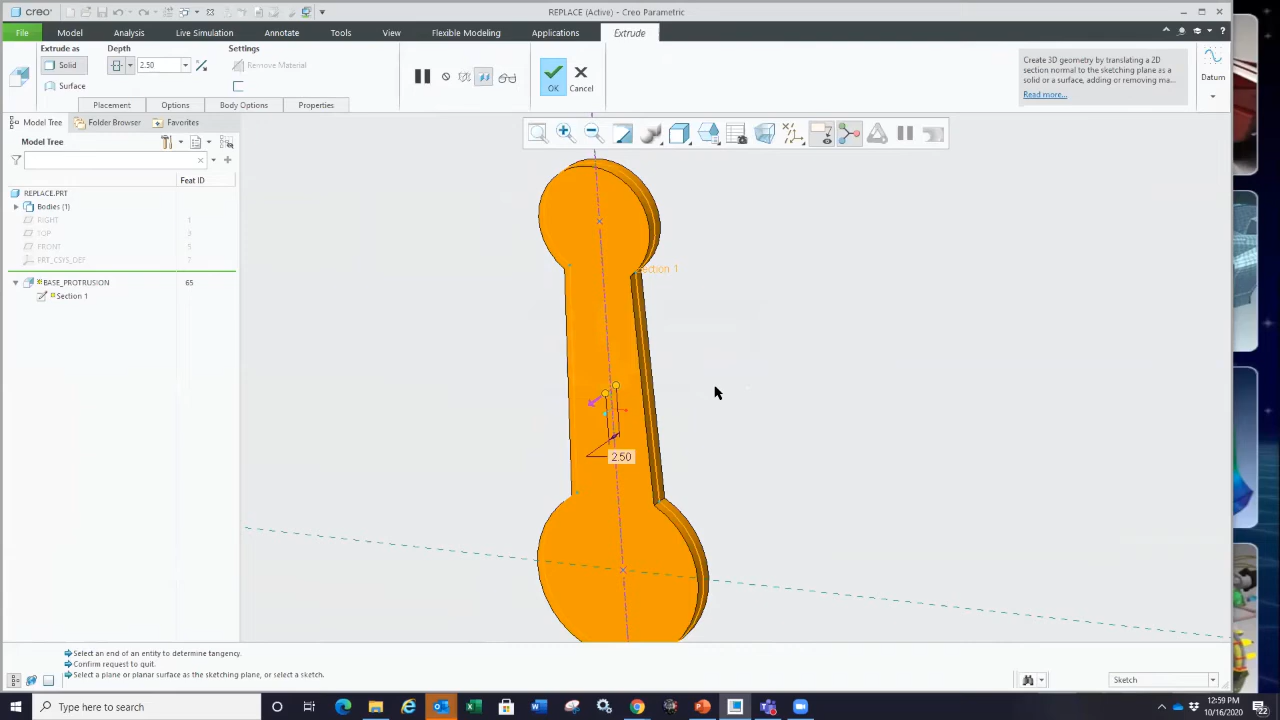 creo
REPLACE (Active) - Creo Parametric
File Model Analysis Live Simulation Annotate Tools View Flexible Modeling Applications Extrude
Extrude as Depth Settings
Solid 2.50 Remove Material
Surface
OK Cancel
Create 3D geometry by translating a 2D
section normal to the sketching plane as
a solid or a surface, adding or removing ma...
Read more...
Datum
Placement Options Body Options Properties
Model Tree Folder Browser Favorites
Model Tree
Feat ID
REPLACE.PRT
Bodies (1)
RIGHT 1
TOP 3
FRONT 5
PRT_CSYS_DEF 7
BASE_PROTRUSION 65
Section 1
Section 1
2.50
Select an end of an entity to determine tangency.
Confirm request to quit.
Select a plane or planar surface as the sketching plane, or select a sketch.
Sketch
Type here to search
12:59 PM
10/16/2020
22